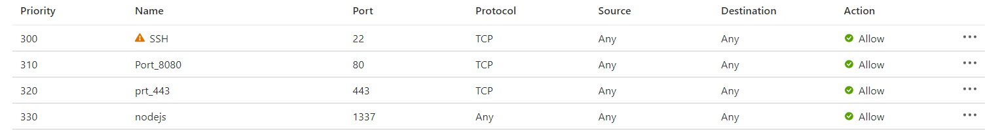 Priority Name Port Protocol Source Destination Action
300 SSH 22 TCP Any Any Allow
310 Port_8080 80 TCP Any Any Allow
320 prt_443 443 TCP Any Any Allow
330 nodejs 1337 Any Any Any Allow